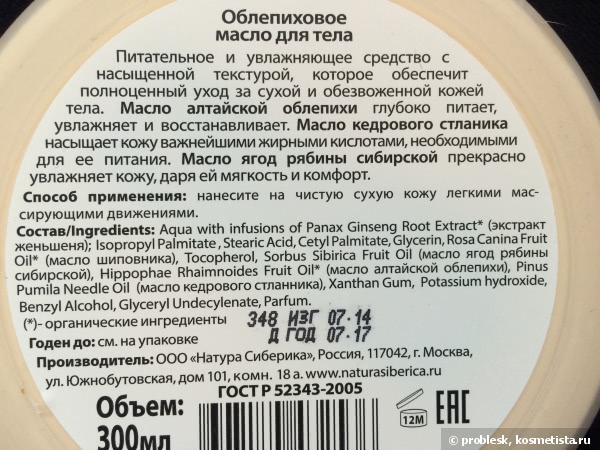 Облепиховое
масло для тела
Питательное и увлажняющее средство с
насыщенной текстурой, которое обеспечит
полноценный уход за сухой и обезвоженной кожей
тела. Масло алтайской облепихи глубоко питает,
увлажняет и восстанавливает. Масло кедрового стланика
насыщает кожу важнейшими жирными кислотами, необходимыми
для ее питания. Масло ягод рябины сибирской прекрасно
увлажняет кожу, даря ей мягкость и комфорт.
Способ применения: нанесите на чистую сухую кожу легкими мас-
сирующими движениями.
Состав/Ingredients: Aqua with infusions of Panax Ginseng Root Extract* (экстракт
женьшеня); Isopropyl Palmitate, Stearic Acid, Cetyl Palmitate, Glycerin, Rosa Canina Fruit
Oil* (масло шиповника), Tocopherol, Sorbus Sibirica Fruit Oil (масло ягод рябины
сибирской), Hippophae Rhaimnoides Fruit Oil* (масло алтайской облепихи), Pinus
Pumila Needle Oil (масло кедрового стланника), Xanthan Gum, Potassium hydroxide,
Benzyl Alcohol, Glyceryl Undecylenate, Parfum.
(*)- органические ингредиенты 348 ИЗГ 07·14
Годен до: см. на упаковке Д ГОД 07·17
Производитель: ООО «Натура Сиберика», Россия, 117042, г. Москва,
ул. Южнобутовская, дом 101, комн. 18 а. www.naturasiberica.ru
ГОСТ Р 52343-2005
Объем:
300мл
12M
EAC
© problesk, kosmetista.ru